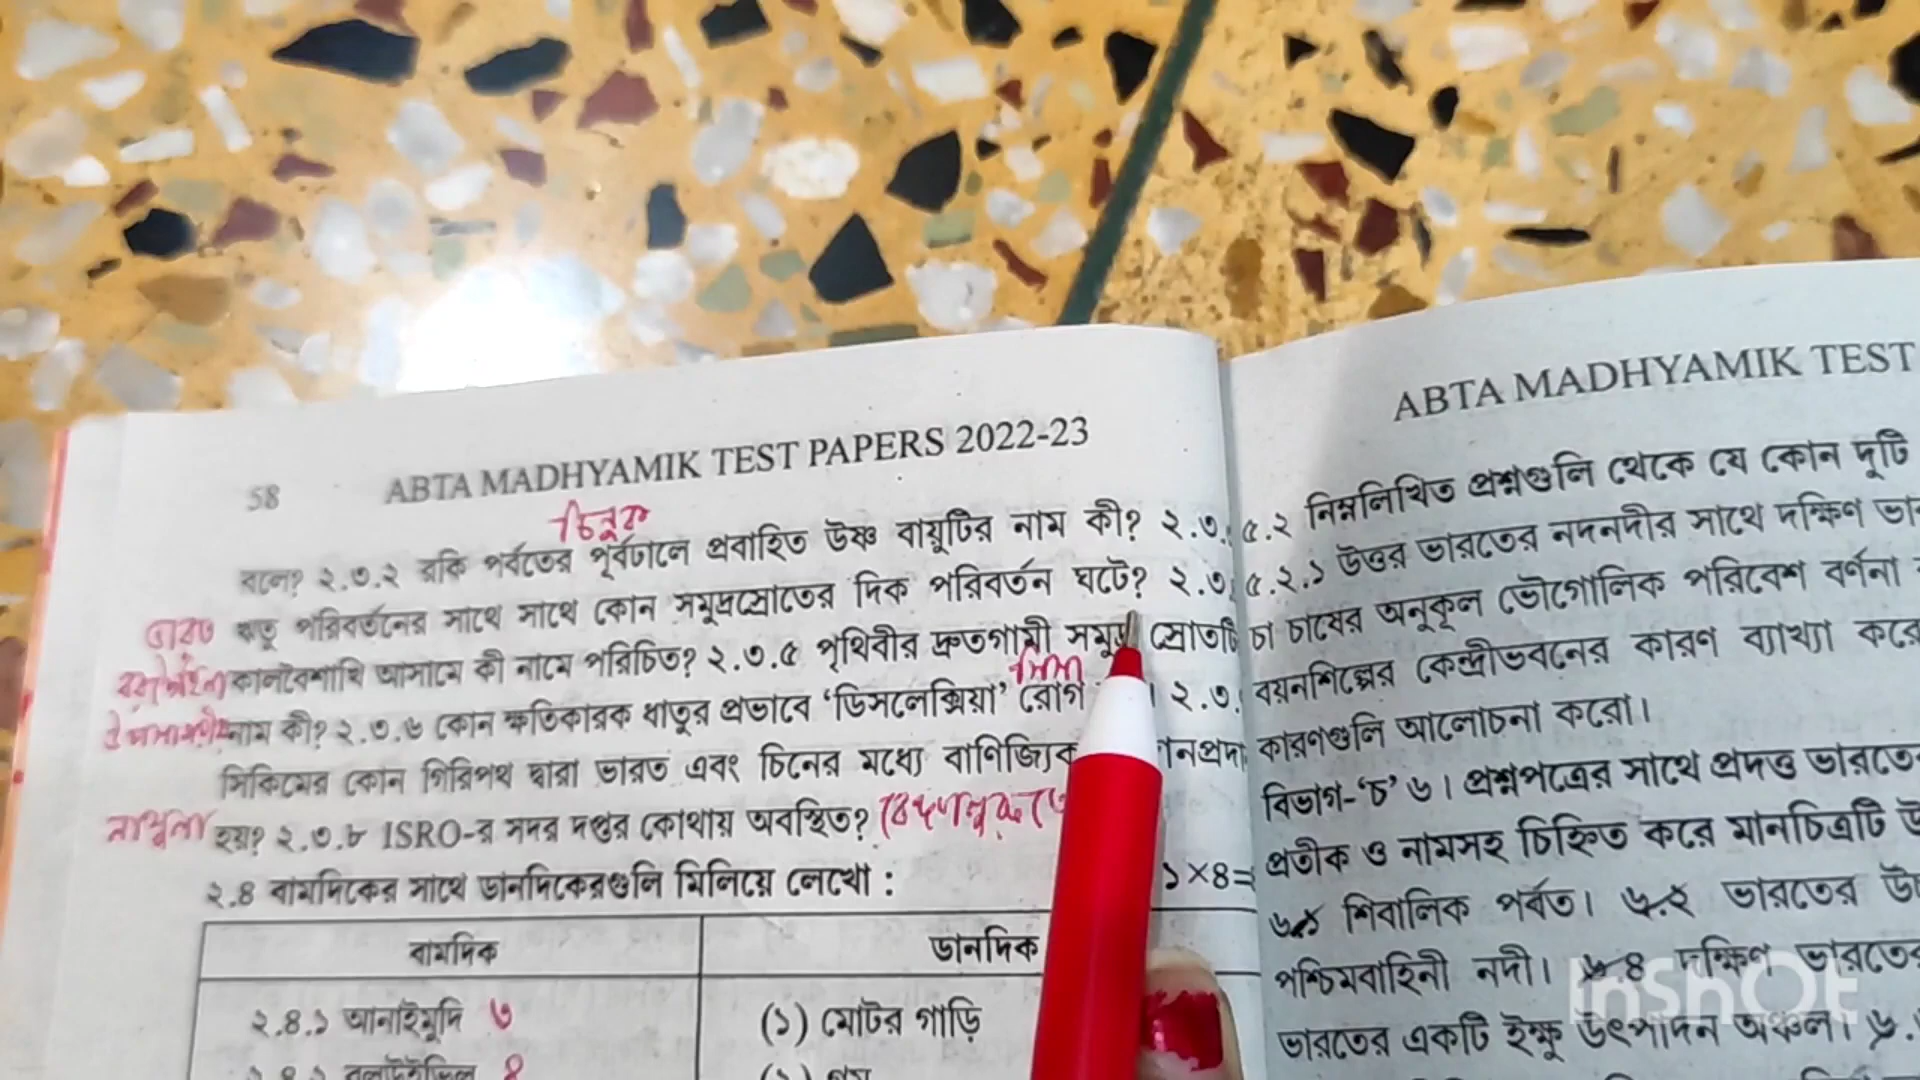 58 ABTA MADHYAMIK TEST PAPERS 2022-23
চিনুক
বলে? ২.৩.২ রকি পর্বতের পূর্বঢালে প্রবাহিত উষ্ণ বায়ুটির নাম কী? ২.৩.
ভারত ঋতু পরিবর্তনের সাথে সাথে কোন সমুদ্রস্রোতের দিক পরিবর্তন ঘটে? ২.৩.
কালবৈশাখি আসামে কী নামে পরিচিত? ২.৩.৫ পৃথিবীর দ্রুতগামী সমুদ্র স্রোতটি
নাম কী? ২.৩.৬ কোন ক্ষতিকারক ধাতুর প্রভাবে ‘ডিসলেক্সিয়া’ রোগ । ২.৩.
সিকিমের কোন গিরিপথ দ্বারা ভারত এবং চিনের মধ্যে বাণিজ্যিক
হয়? ২.৩.৮ ISRO-র সদর দপ্তর কোথায় অবস্থিত?
২.৪ বামদিকের সাথে ডানদিকেরগুলি মিলিয়ে লেখো : ১×৪=
বামদিক ডানদিক
২.৪.১ আনাইমুদি ৩ (১) মোটর গাড়ি
ABTA MADHYAMIK TEST
৫.২ নিম্নলিখিত প্রশ্নগুলি থেকে যে কোন দুটি
৫.২.১ উত্তর ভারতের নদনদীর সাথে দক্ষিণ
চা চাষের অনুকূল ভৌগোলিক পরিবেশ বর্ণনা
বয়নশিল্পের কেন্দ্রীভবনের কারণ ব্যাখ্যা
কারণগুলি আলোচনা করো।
বিভাগ-‘চ’ ৬। প্রশ্নপত্রের সাথে প্রদত্ত
প্রতীক ও নামসহ চিহ্নিত করে মানচিত্রটি
৬.১ শিবালিক পর্বত। ৬.২ ভারতের
পশ্চিমবাহিনী নদী। ৬.৪ দক্ষিণ ভারতের
ভারতের একটি ইক্ষু উৎপাদন অঞ্চল। ৬.
InShOt